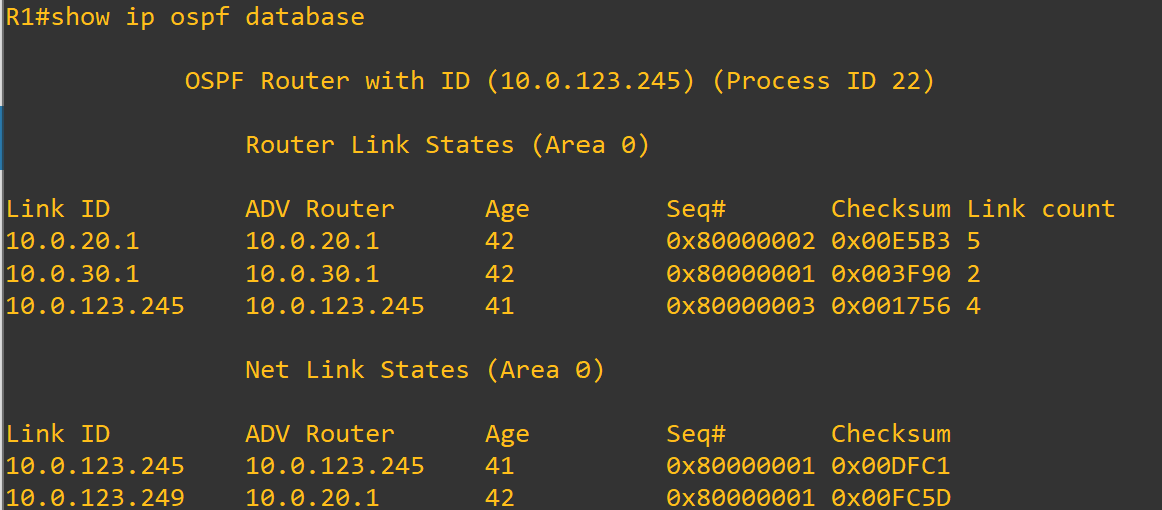 R1#show ip ospf database
OSPF Router with ID (10.0.123.245) (Process ID 22)
Router Link States (Area 0)
Link ID ADV Router Age Seq# Checksum Link count
10.0.20.1 10.0.20.1 42 0x80000002 0x00E5B3 5
10.0.30.1 10.0.30.1 42 0x80000001 0x003F90 2
10.0.123.245 10.0.123.245 41 0x80000003 0x001756 4
Net Link States (Area 0)
Link ID ADV Router Age Seq# Checksum
10.0.123.245 10.0.123.245 41 0x80000001 0x00DFC1
10.0.123.249 10.0.20.1 42 0x80000001 0x00FC5D